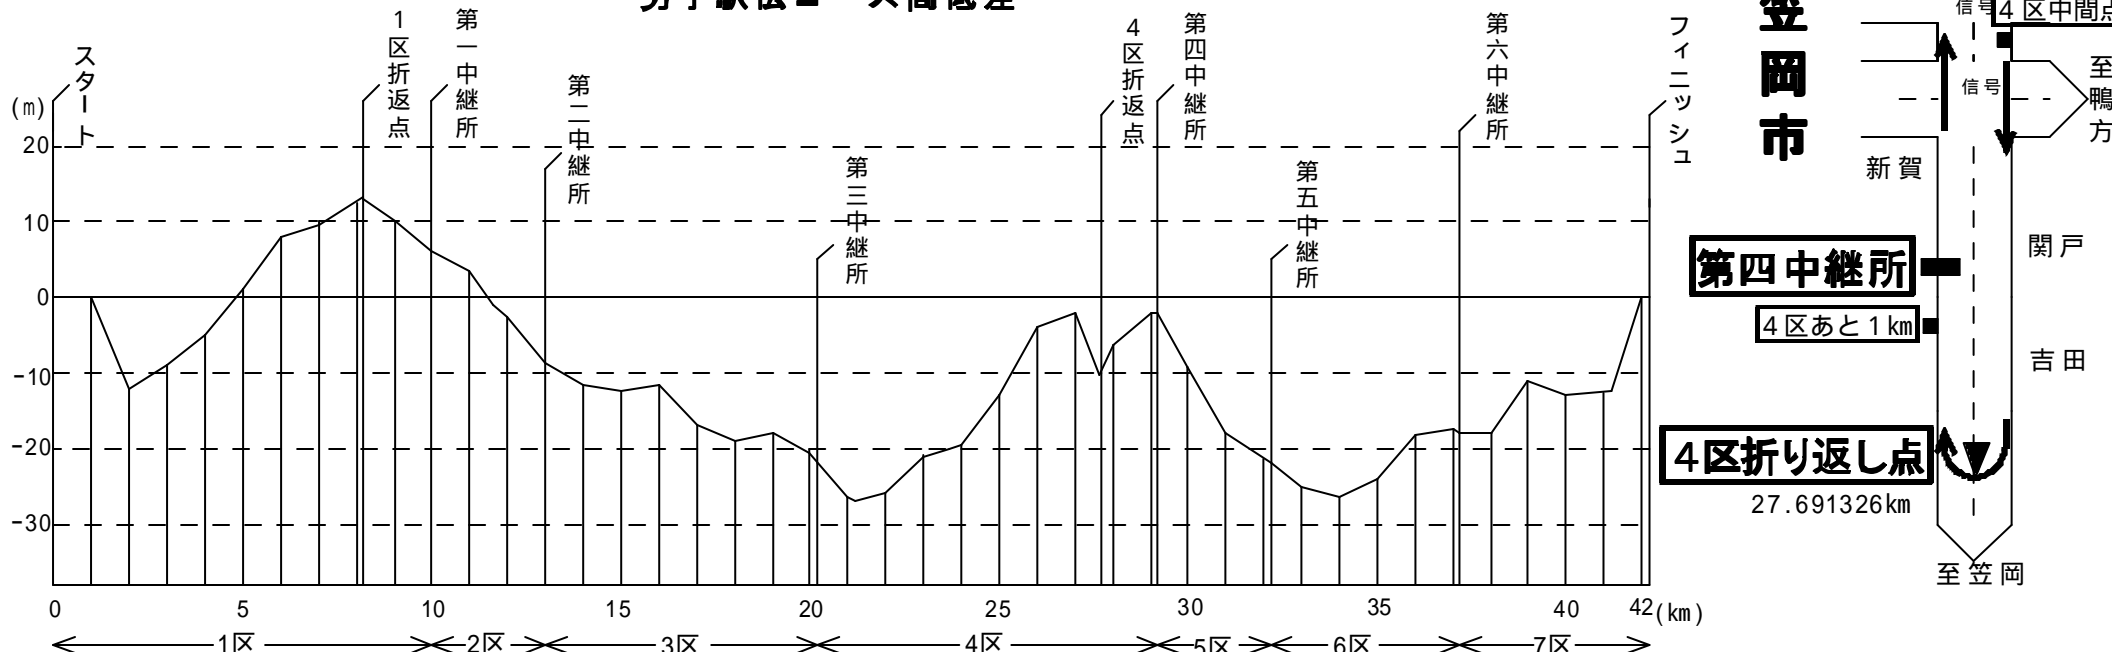 男子駅伝コース高低差
スタート
1区折返点
第一中継所
第二中継所
第三中継所
4区折返点
第四中継所
第五中継所
第六中継所
フィニッシュ
(m)
20
10
0
-10
-20
-30
0
5
10
15
20
25
30
35
40
42
(km)
1区
2区
3区
4区
5区
6区
7区
笠岡市
信号
4区中間点
信号
至鴨方
新賀
関戸
第四中継所
4区あと1km
吉田
4区折り返し点
27.691326km
至笠岡